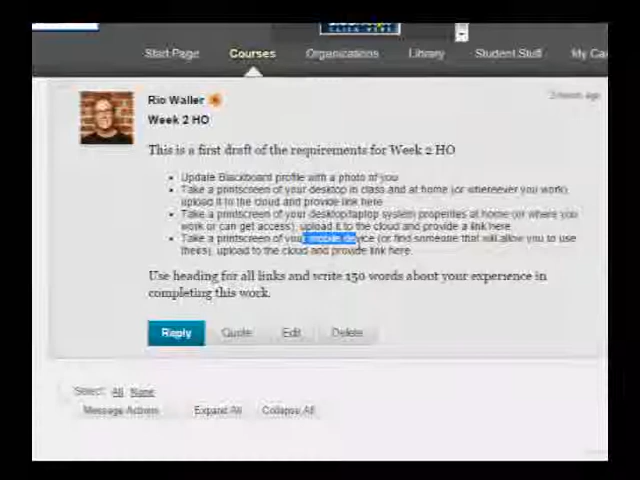 CLICK HERE
Start Page Courses Organizations Library Student Stuff My Ca
Rio Waller
Week 2 HO
This is a first draft of the requirements for Week 2 HO
Update Blackboard profile with a photo of you
Take a printscreen of your desktop in class and at home (or whereever you work),
upload it to the cloud and provide link here
Take a printscreen of your desktop/laptop system properties at home (or where you
work or can get access), upload it to the cloud and provide a link here
Take a printscreen of your mobile device (or find someone that will allow you to use
theirs), upload to the cloud and provide link here.
Use heading for all links and write 150 words about your experience in
completing this work.
Reply Quote Edit Delete
Select: All None
Message Actions Expand All Collapse All